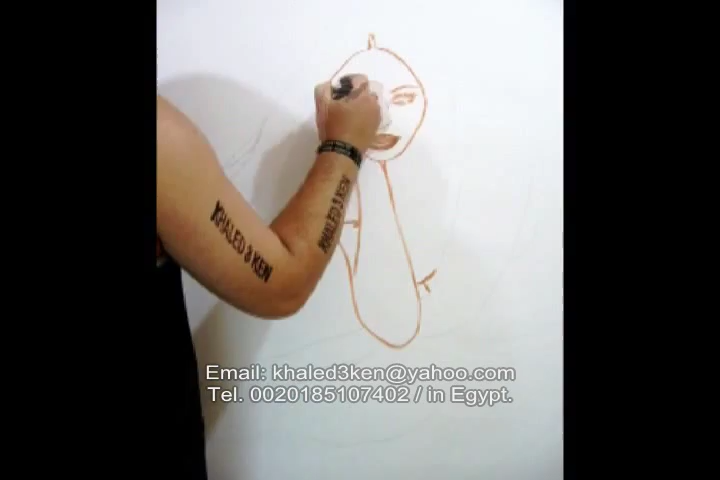 KHALED 3 KEN
KHALED 3 KEN
Email: khaled3ken@yahoo.com
Tel. 0020185107402 / in Egypt.